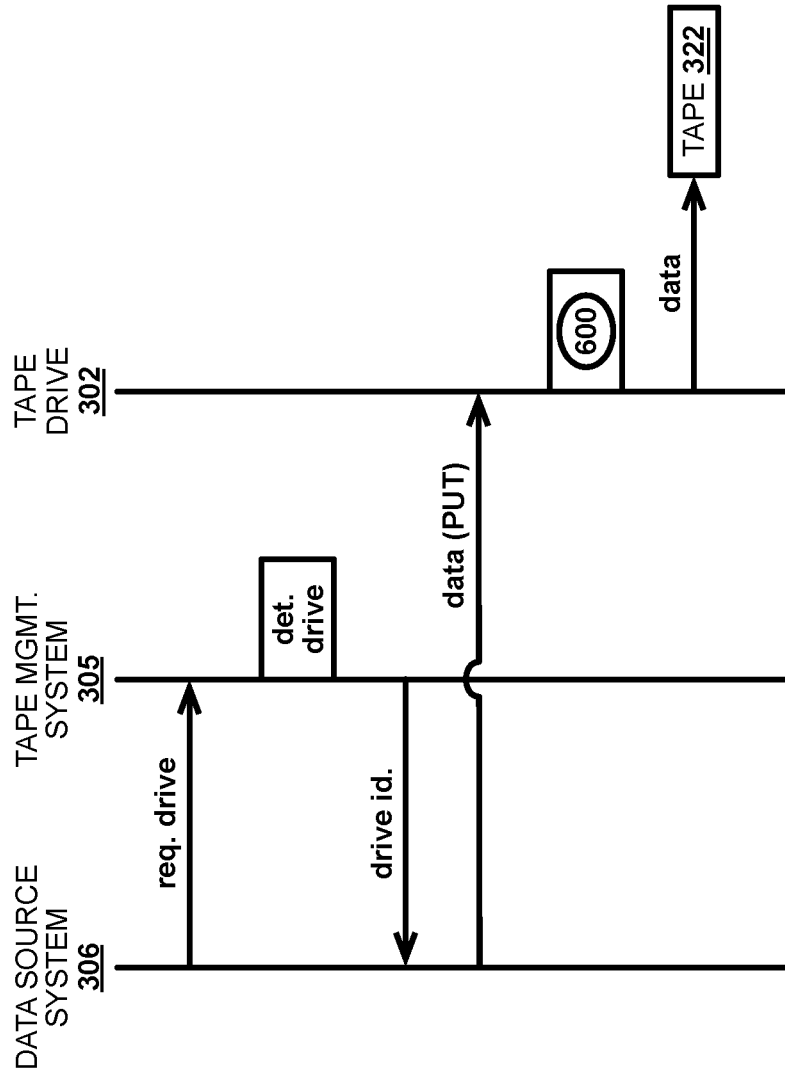 DATA SOURCE
SYSTEM
306
TAPE MGMT.
SYSTEM
305
TAPE
DRIVE
302
req. drive
det.
drive
drive id.
data (PUT)
600
data
TAPE 322